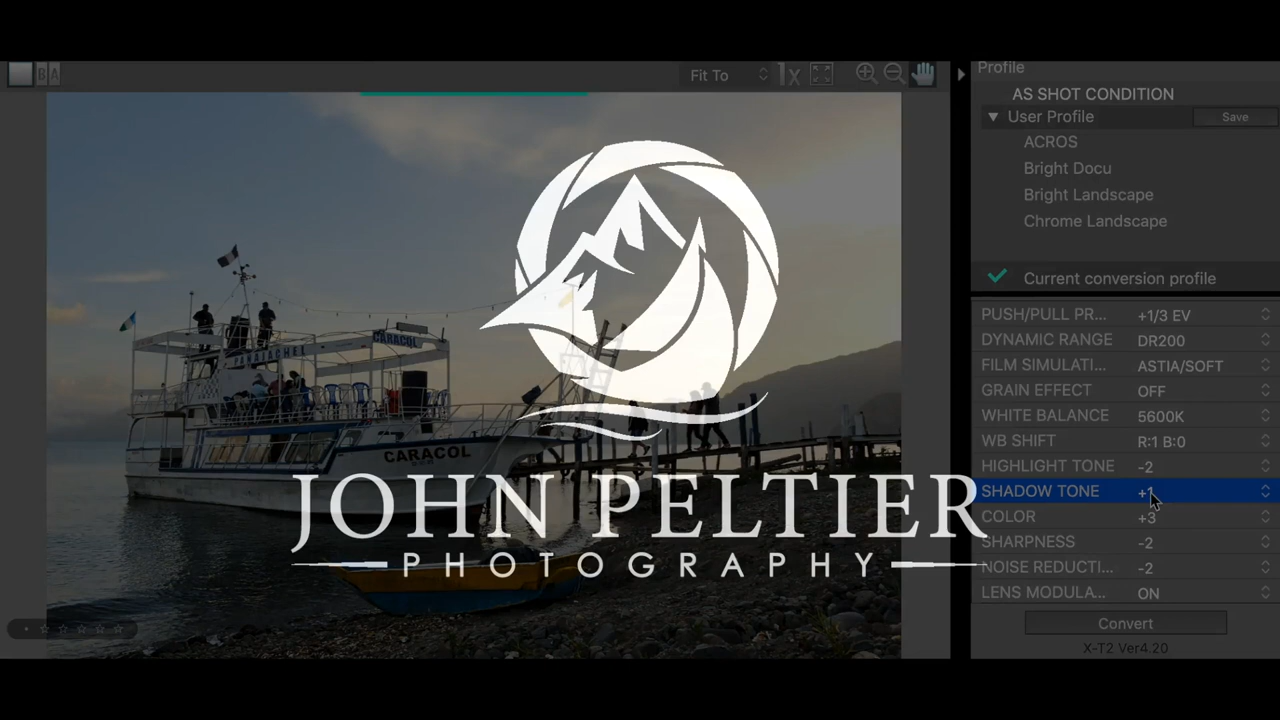 B A
Fit To
1x
Profile
AS SHOT CONDITION
User Profile
Save
ACROS
Bright Docu
Bright Landscape
Chrome Landscape
Current conversion profile
PUSH/PULL PR... +1/3 EV
DYNAMIC RANGE DR200
FILM SIMULATI... ASTIA/SOFT
GRAIN EFFECT OFF
WHITE BALANCE 5600K
WB SHIFT R:1 B:0
HIGHLIGHT TONE -2
SHADOW TONE +1
COLOR +3
SHARPNESS -2
NOISE REDUCTI... -2
LENS MODULA... ON
Convert
X-T2 Ver4.20
PANAJACHEL
CARACOL
CARACOL
JOHN PELTIER
PHOTOGRAPHY